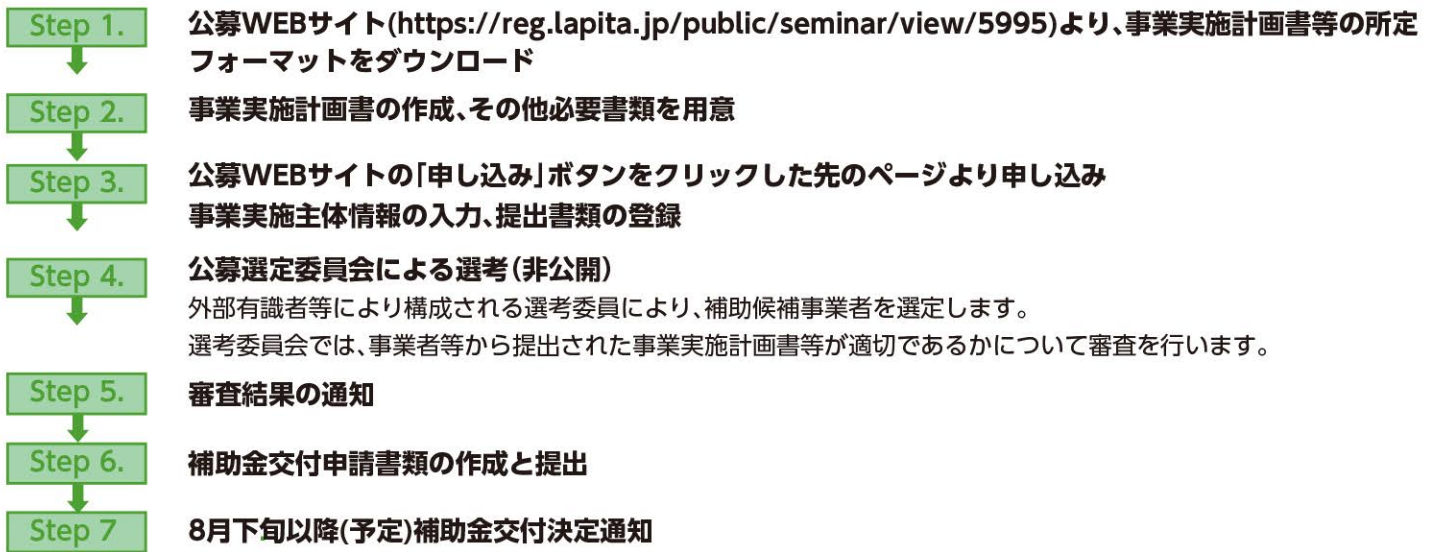 Step 1.
公募WEBサイト(https://reg.lapita.jp/public/seminar/view/5995)より、事業実施計画書等の所定
フォーマットをダウンロード
Step 2.
事業実施計画書の作成、その他必要書類を用意
Step 3.
公募WEBサイトの「申し込み」ボタンをクリックした先のページより申し込み
事業実施主体情報の入力、提出書類の登録
Step 4.
公募選定委員会による選考(非公開)
外部有識者等により構成される選考委員により、補助候補事業者を選定します。
選考委員会では、事業者等から提出された事業実施計画書等が適切であるかについて審査を行います。
Step 5.
審査結果の通知
Step 6.
補助金交付申請書類の作成と提出
Step 7
8月下旬以降(予定)補助金交付決定通知